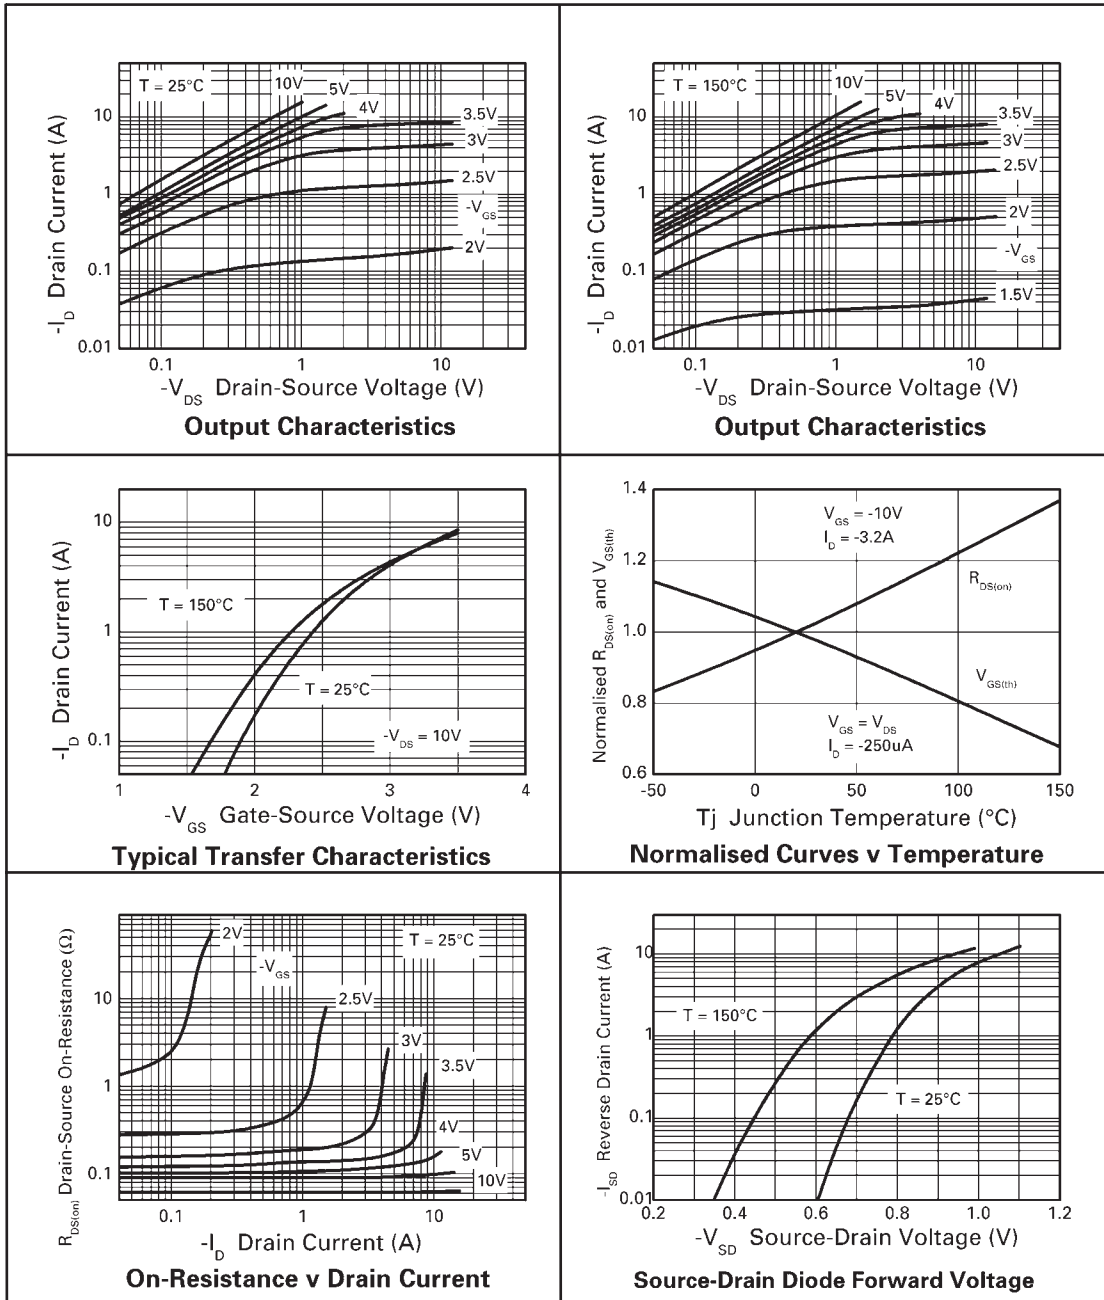 T = 25°C
10V
5V
4V
3.5V
3V
2.5V
-VGS
2V
10
1
0.1
0.01
0.1
1
10
-ID Drain Current (A)
-VDS Drain-Source Voltage (V)
Output Characteristics
T = 150°C
10V
5V
4V
3.5V
3V
2.5V
2V
-VGS
1.5V
10
1
0.1
0.01
0.1
1
10
-ID Drain Current (A)
-VDS Drain-Source Voltage (V)
Output Characteristics
10
1
0.1
T = 150°C
T = 25°C
-VDS = 10V
1
2
3
4
-ID Drain Current (A)
-VGS Gate-Source Voltage (V)
Typical Transfer Characteristics
1.4
1.2
1.0
0.8
0.6
VGS = -10V
ID = -3.2A
RDS(on)
VGS(th)
VGS = VDS
ID = -250uA
-50
0
50
100
150
Normalised RDS(on) and VGS(th)
Tj Junction Temperature (°C)
Normalised Curves v Temperature
2V
T = 25°C
-VGS
2.5V
3V
3.5V
4V
5V
10V
10
1
0.1
0.1
1
10
RDS(on) Drain-Source On-Resistance (Ω)
-ID Drain Current (A)
On-Resistance v Drain Current
10
1
0.1
0.01
T = 150°C
T = 25°C
0.2
0.4
0.6
0.8
1.0
1.2
-ISD Reverse Drain Current (A)
-VSD Source-Drain Voltage (V)
Source-Drain Diode Forward Voltage